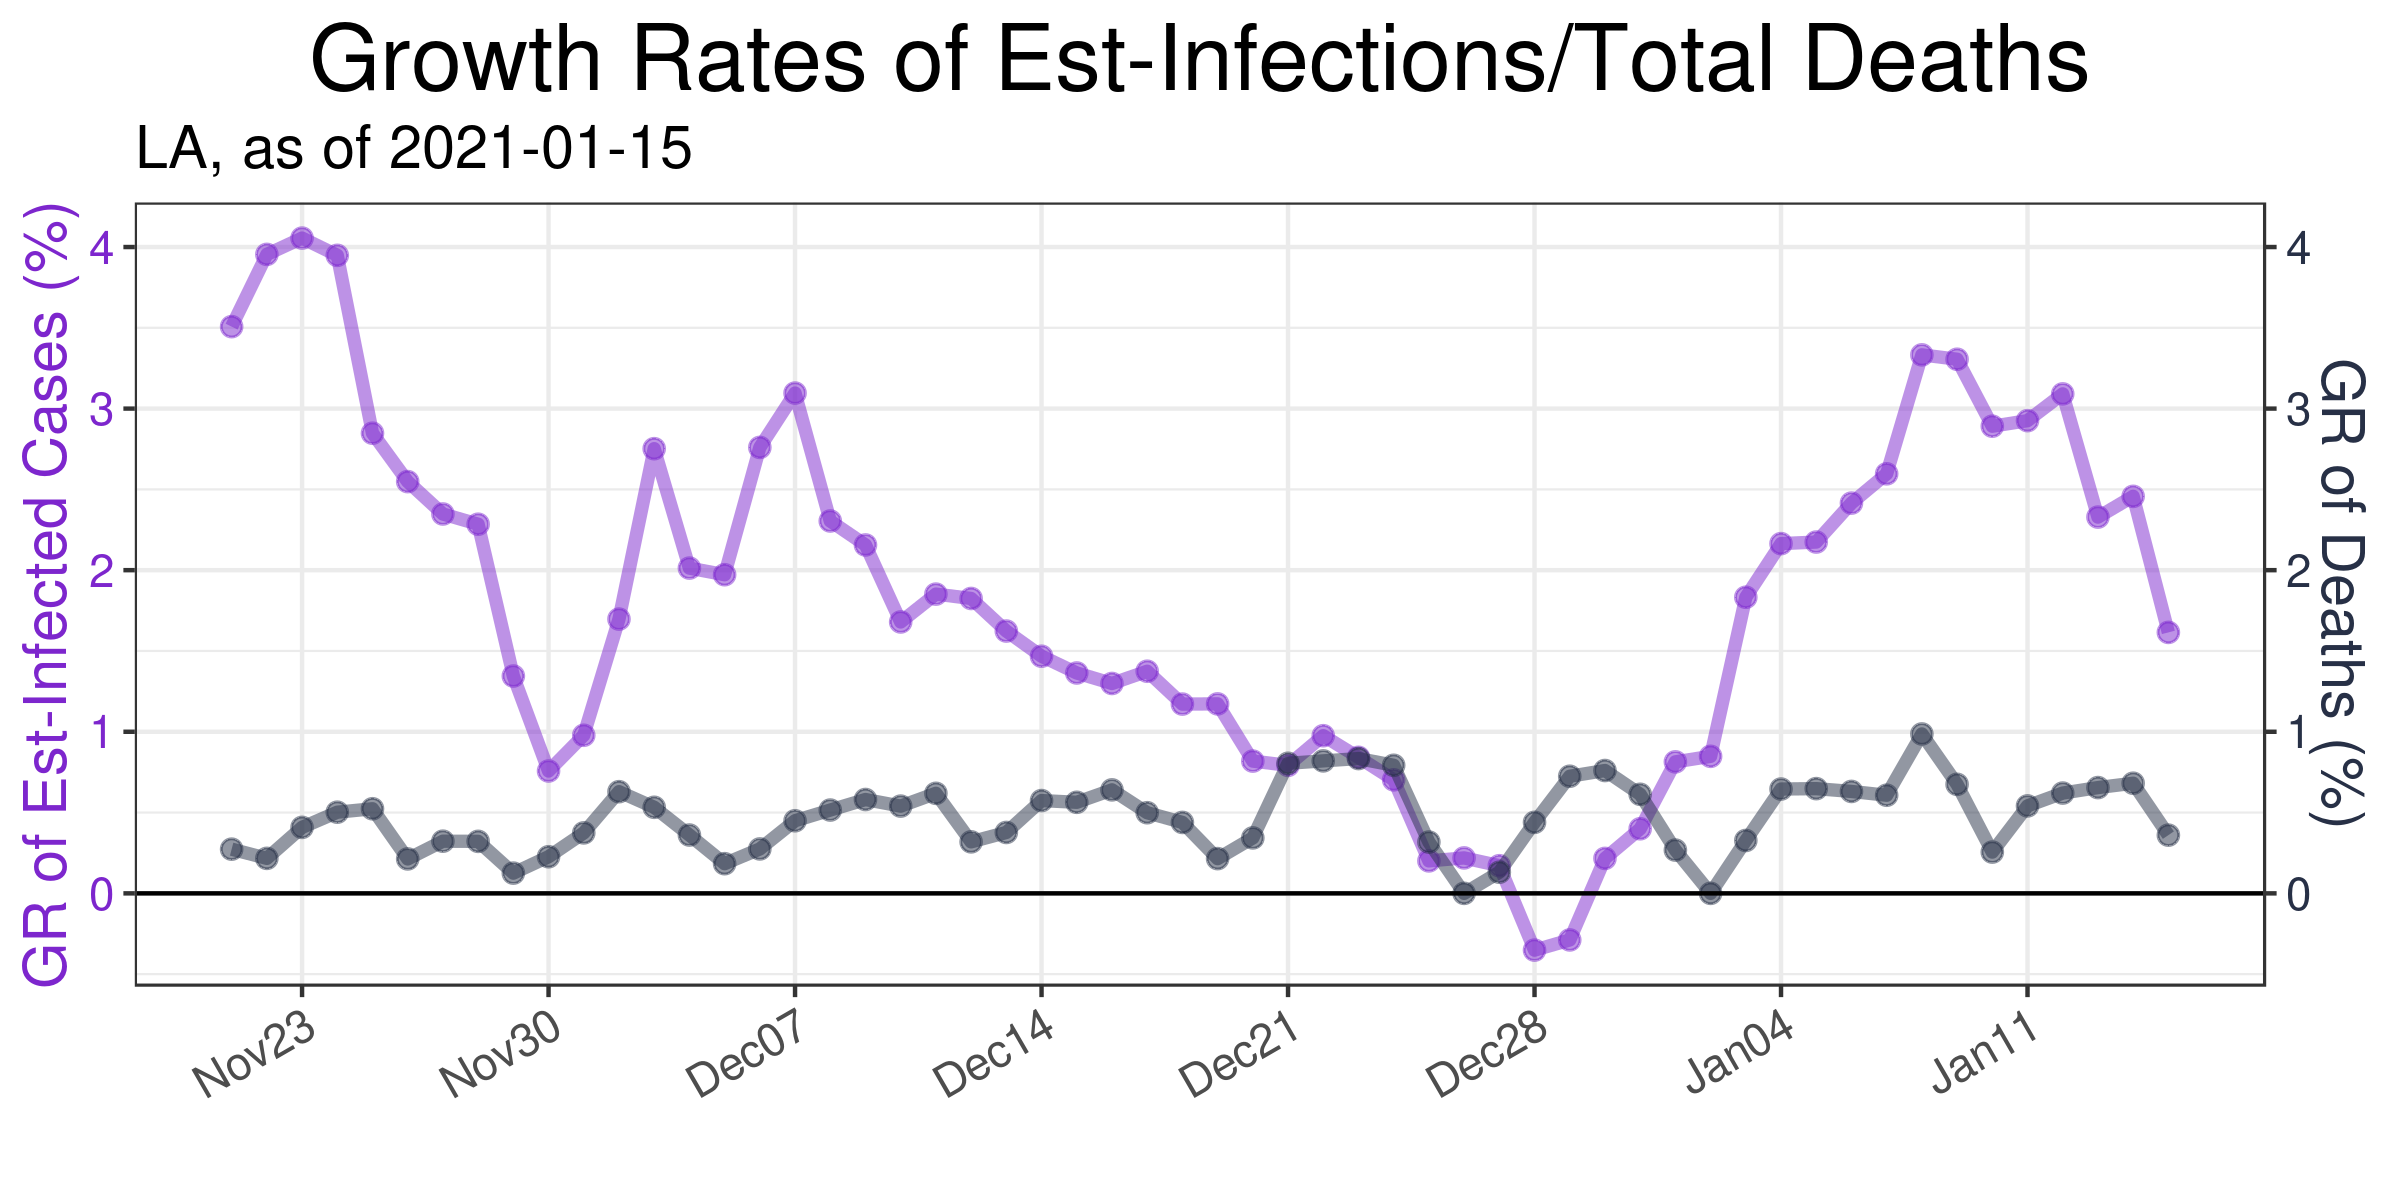 Growth Rates of Est-Infections/Total Deaths
LA, as of 2021-01-15
GR of Est-Infected Cases (%)
4
3
2
1
0
4
3
2
1
0
GR of Deaths (%)
Nov23
Nov30
Dec07
Dec14
Dec21
Dec28
Jan04
Jan11